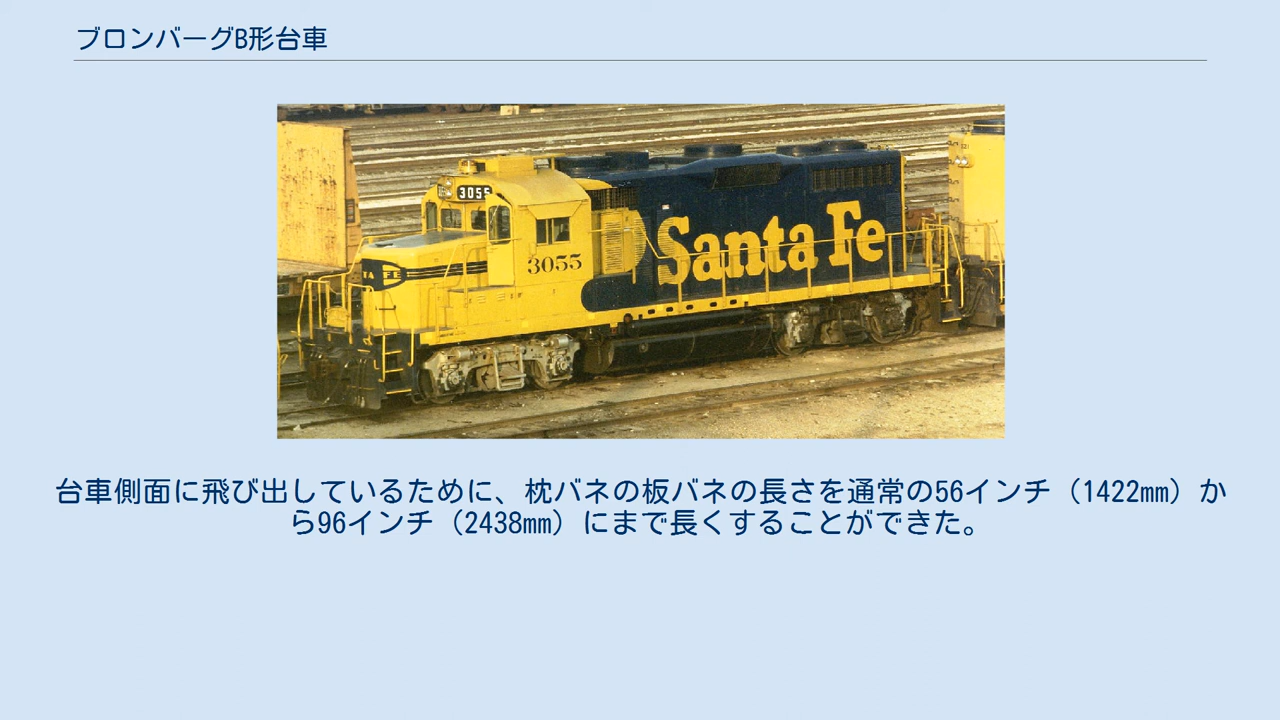 ブロンバーグB形台車
3055
3055
Santa Fe
TA FE
台車側面に飛び出しているために、枕バネの板バネの長さを通常の56インチ（1422mm）か
ら96インチ（2438mm）にまで長くすることができた。